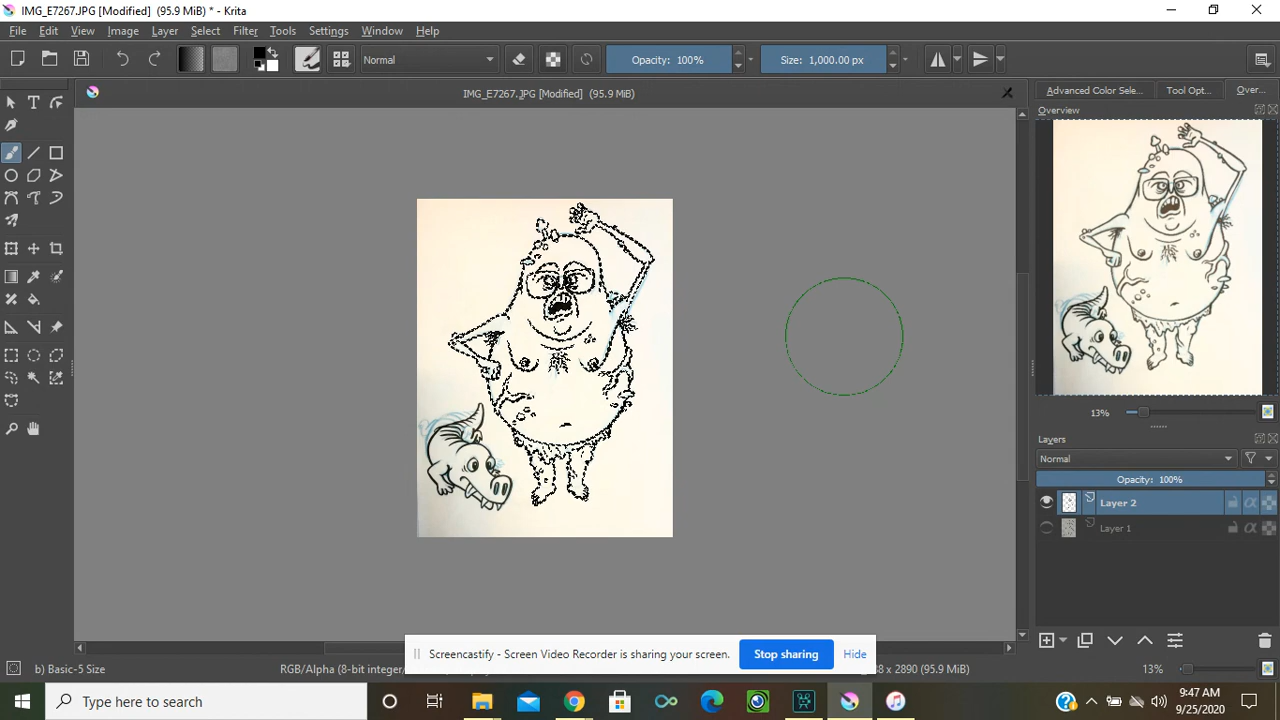 IMG_E7267.JPG [Modified] (95.9 MiB) * - Krita
File Edit View Image Layer Select Filter Tools Settings Window Help
Normal Opacity: 100% Size: 1,000.00 px
IMG_E7267.JPG [Modified] (95.9 MiB)
Advanced Color Sele... Tool Opt... Over...
Overview
13%
Layers
Normal
Opacity: 100%
Layer 2
Layer 1
Screencastify - Screen Video Recorder is sharing your screen. Stop sharing Hide
b) Basic-5 Size RGB/Alpha (8-bit integer/ 8 x 2890 (95.9 MiB) 13%
Type here to search
9:47 AM
9/25/2020